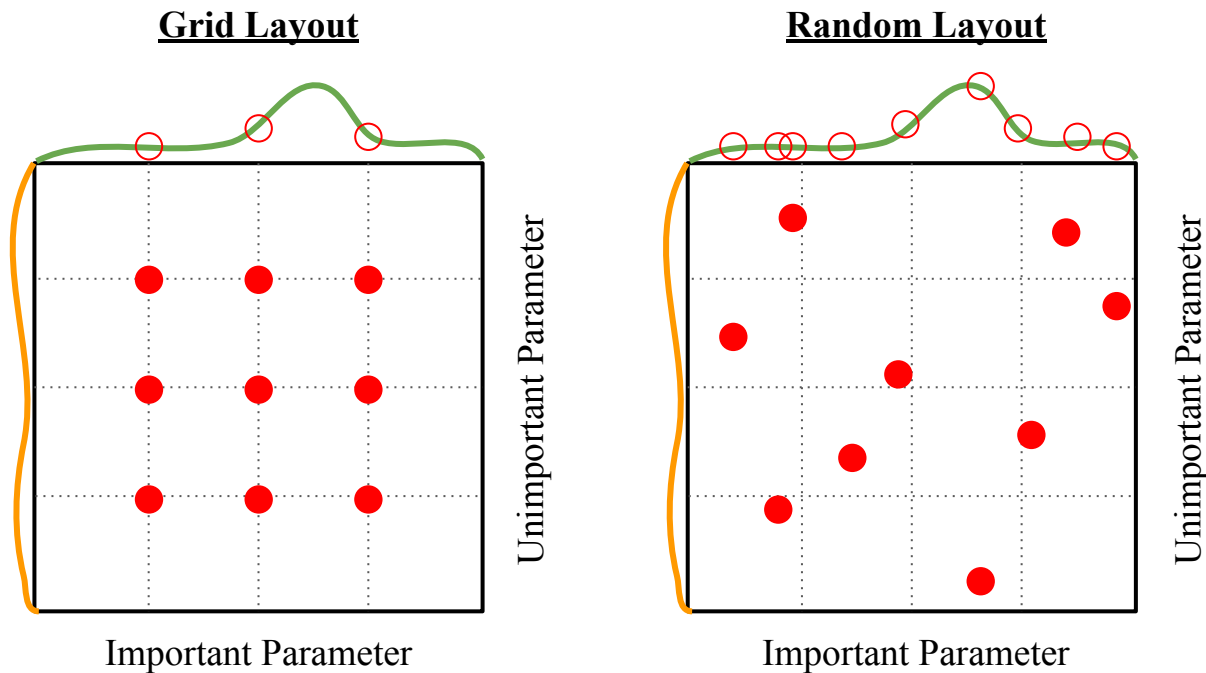 Grid Layout
Random Layout
Unimportant Parameter
Unimportant Parameter
Important Parameter
Important Parameter